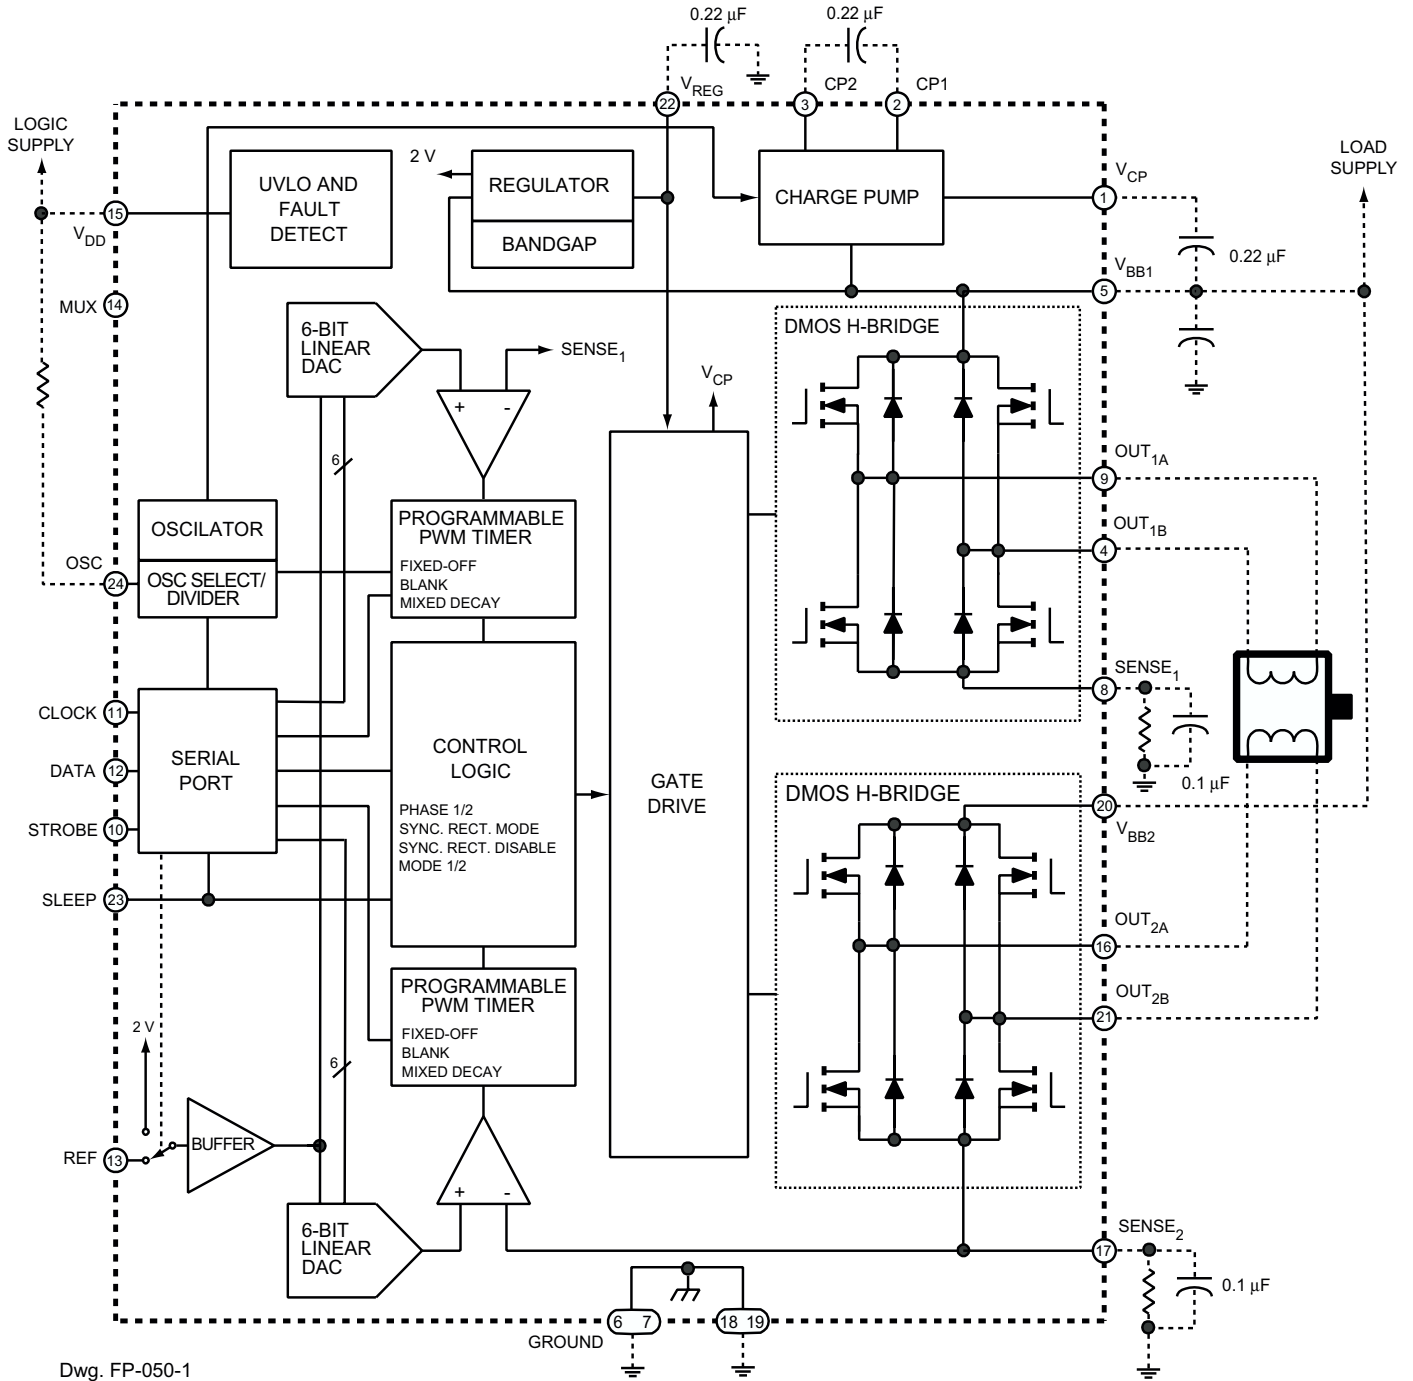 0.22 µF
0.22 µF
V_REG
22
3
CP2
2
CP1
LOGIC
SUPPLY
15
V_DD
MUX
14
UVLO AND
FAULT
DETECT
2 V
REGULATOR
BANDGAP
CHARGE PUMP
V_CP
1
0.22 µF
LOAD
SUPPLY
V_BB1
5
6-BIT
LINEAR
DAC
SENSE_1
+
-
6
V_CP
DMOS H-BRIDGE
OUT_1A
9
OUT_1B
4
OSCILATOR
OSC SELECT/
DIVIDER
OSC
24
PROGRAMMABLE
PWM TIMER
FIXED-OFF
BLANK
MIXED DECAY
SENSE_1
8
0.1 µF
CLOCK
11
DATA
12
STROBE
10
SLEEP
23
SERIAL
PORT
CONTROL
LOGIC
PHASE 1/2
SYNC. RECT. MODE
SYNC. RECT. DISABLE
MODE 1/2
GATE
DRIVE
DMOS H-BRIDGE
20
V_BB2
OUT_2A
16
OUT_2B
21
PROGRAMMABLE
PWM TIMER
FIXED-OFF
BLANK
MIXED DECAY
2 V
6
REF
13
BUFFER
+
-
6-BIT
LINEAR
DAC
SENSE_2
17
0.1 µF
GROUND
6 7
18 19
Dwg. FP-050-1